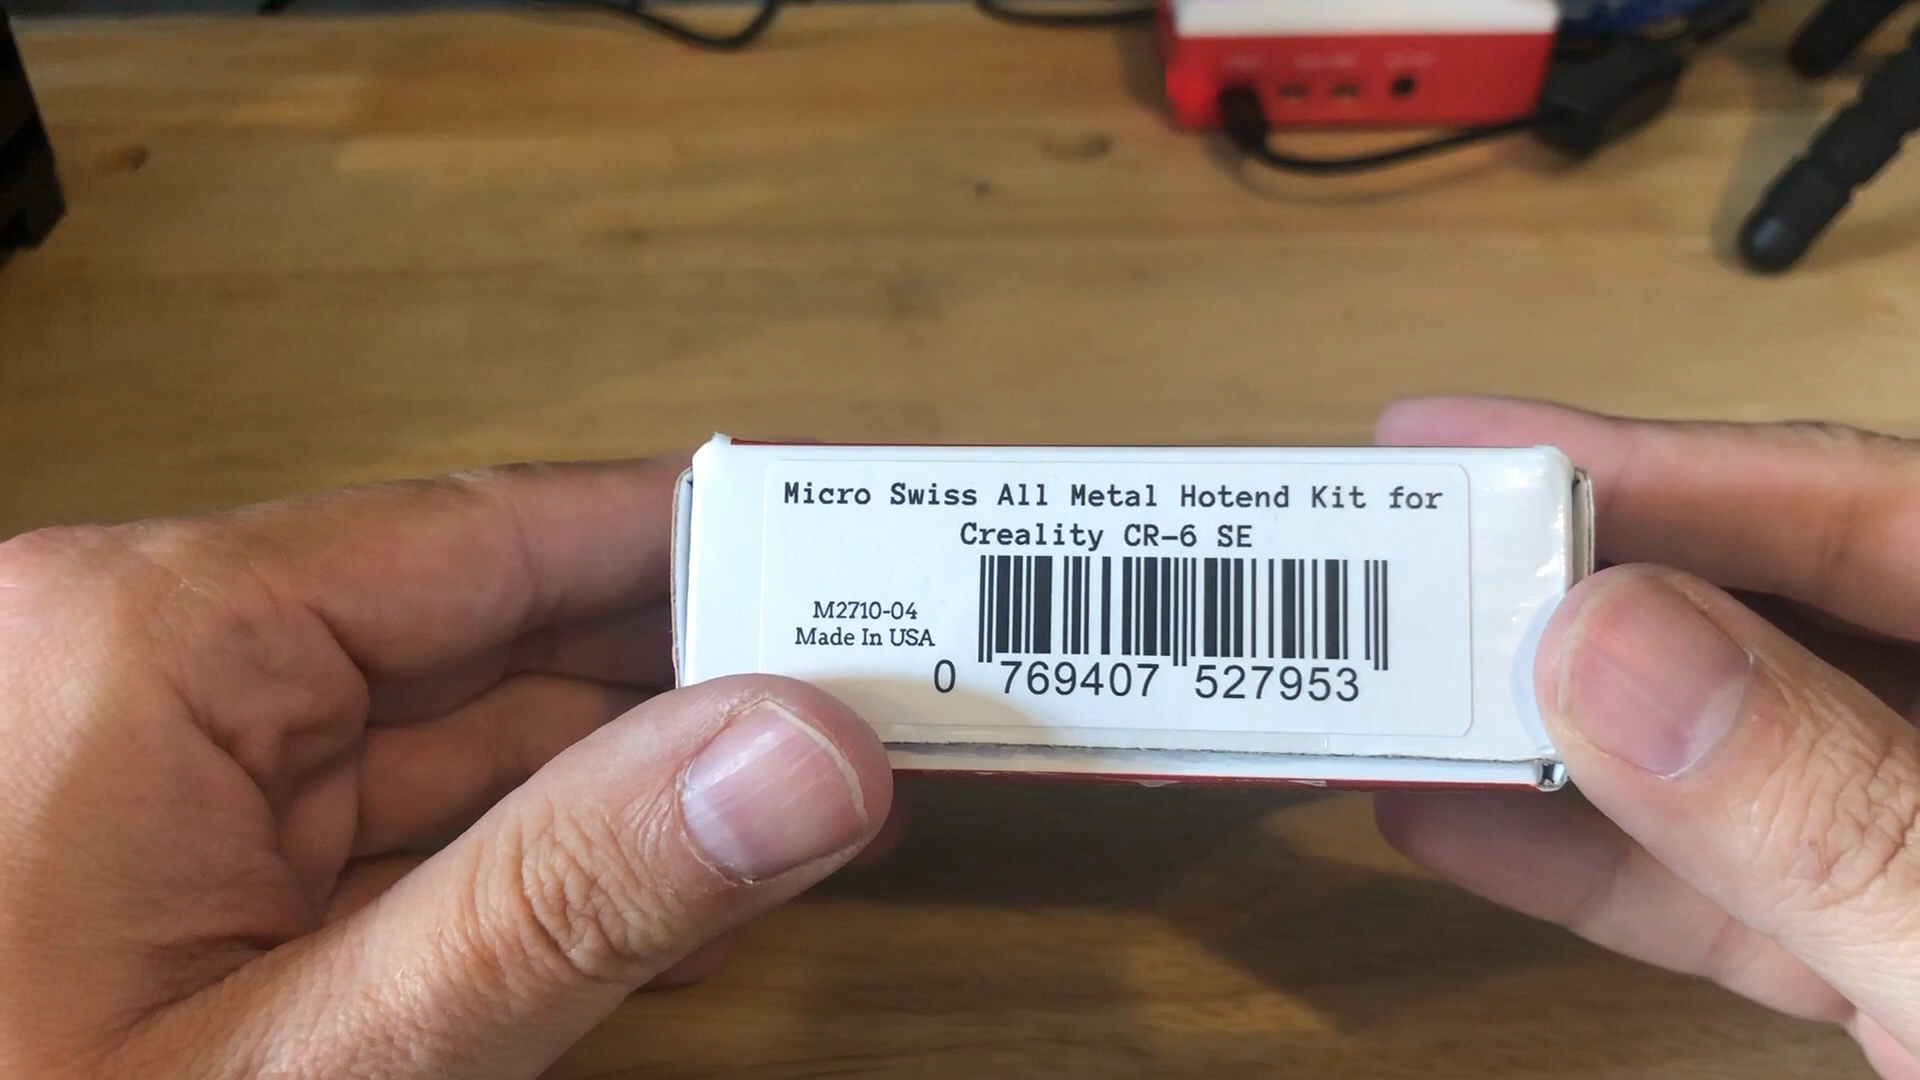 Micro Swiss All Metal Hotend Kit for
Creality CR-6 SE
M2710-04
Made In USA
0 769407 527953